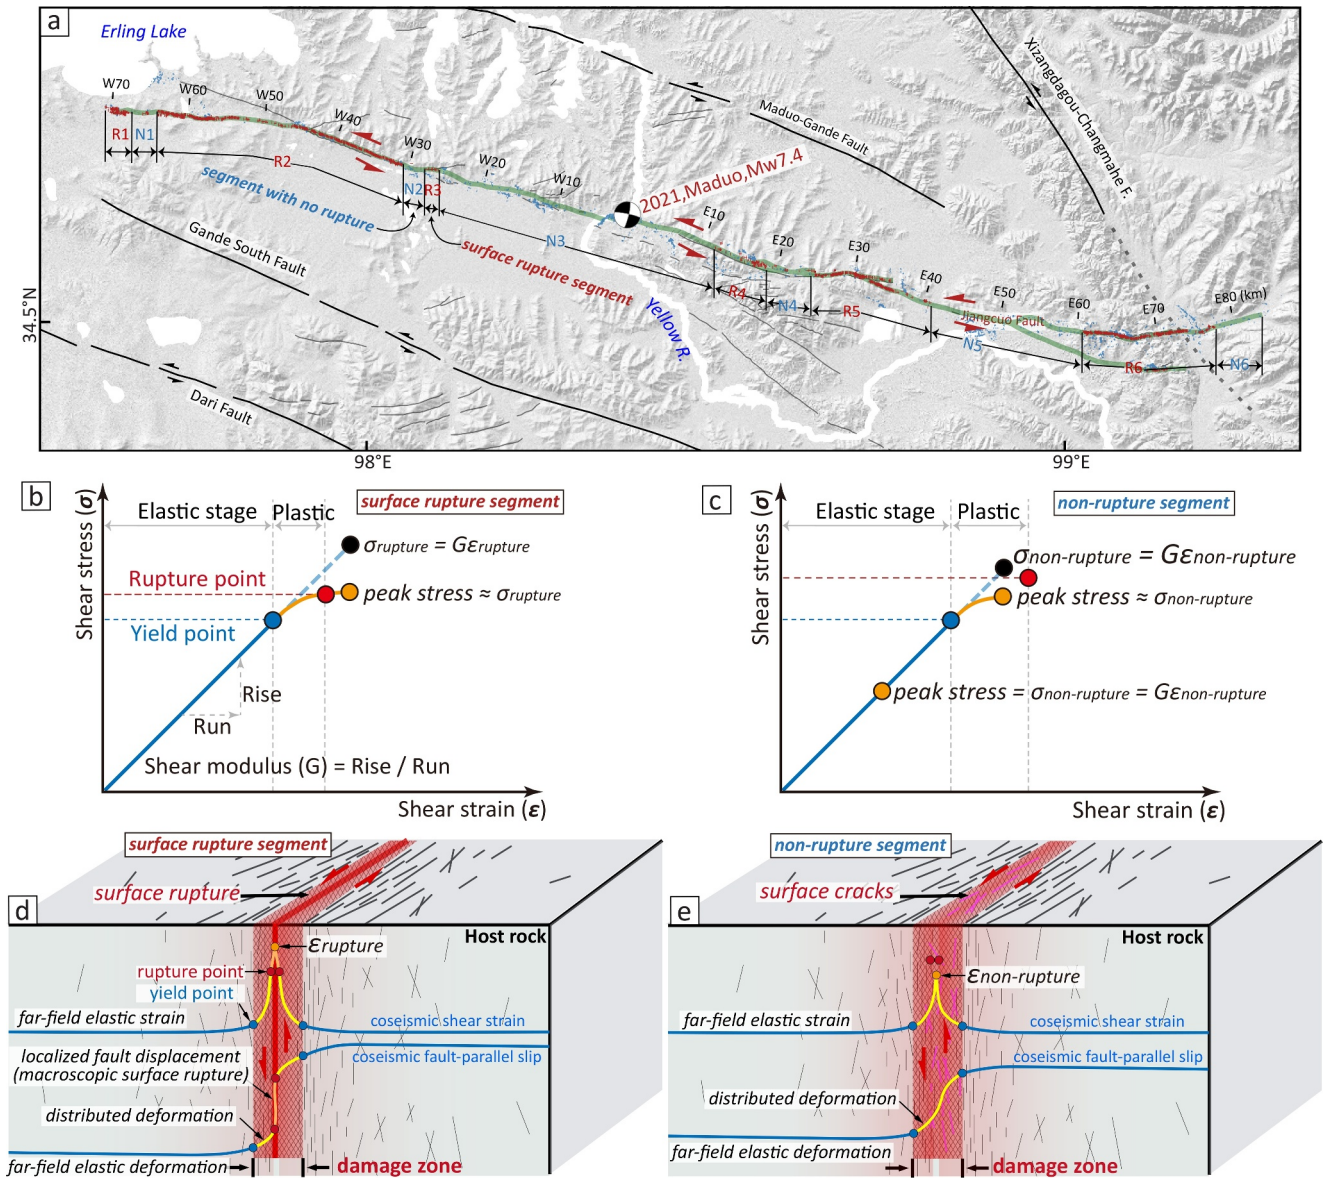 a
Erling Lake
W70
W60
W50
W40
W30
W20
W10
E10
E20
E30
E40
E50
E60
E70
E80 (km)
R1
N1
R2
N2
R3
N3
R4
N4
R5
N5
R6
N6
segment with no rupture
surface rupture segment
2021,Maduo,Mw7.4
Maduo-Gande Fault
Xizangdagou-Changmahe F.
Gande South Fault
Dari Fault
Yellow R.
Jiangcuo Fault
34.5°N
98°E
99°E
b
surface rupture segment
Elastic stage
Plastic
σrupture = Gεrupture
Rupture point
peak stress ≈ σrupture
Yield point
Rise
Run
Shear modulus (G) = Rise / Run
Shear stress (σ)
Shear strain (ε)
c
non-rupture segment
Elastic stage
Plastic
σnon-rupture = Gεnon-rupture
peak stress ≈ σnon-rupture
peak stress = σnon-rupture = Gεnon-rupture
Shear stress (σ)
Shear strain (ε)
d
surface rupture segment
surface rupture
Host rock
εrupture
rupture point
yield point
far-field elastic strain
coseismic shear strain
localized fault displacement
(macroscopic surface rupture)
coseismic fault-parallel slip
distributed deformation
far-field elastic deformation
damage zone
e
non-rupture segment
surface cracks
Host rock
εnon-rupture
far-field elastic strain
coseismic shear strain
coseismic fault-parallel slip
distributed deformation
far-field elastic deformation
damage zone